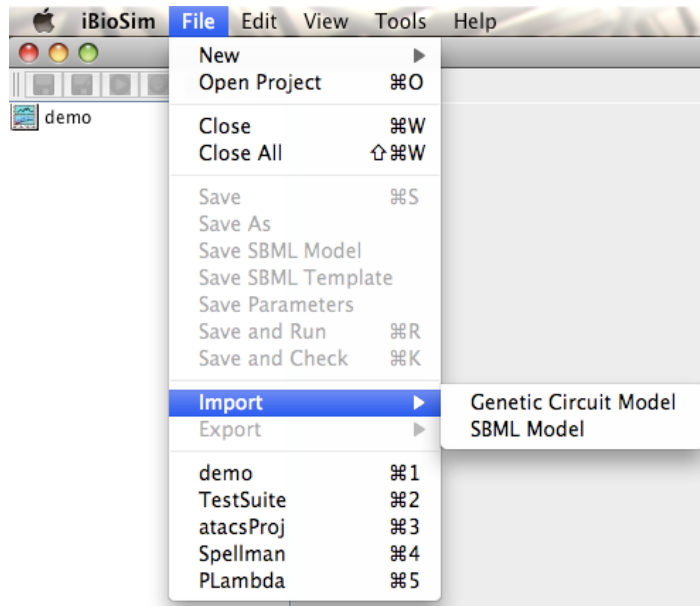 iBioSim File Edit View Tools Help
New
Open Project ⌘O
demo
Close ⌘W
Close All ⇧⌘W
Save ⌘S
Save As
Save SBML Model
Save SBML Template
Save Parameters
Save and Run ⌘R
Save and Check ⌘K
Import Genetic Circuit Model
Export SBML Model
demo ⌘1
TestSuite ⌘2
atacsProj ⌘3
Spellman ⌘4
PLambda ⌘5